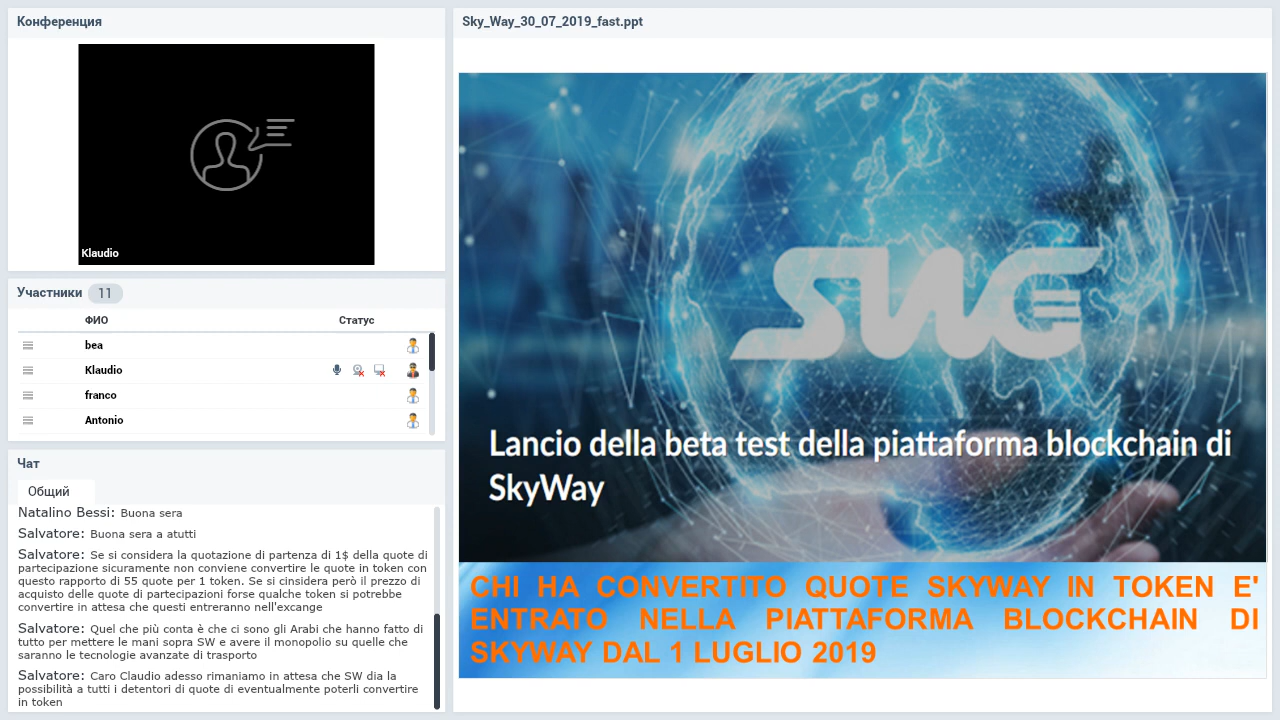 Конференция
Klaudio
Участники 11
ФИО Статус
bea
Klaudio
franco
Antonio
Чат
Общий
Natalino Bessi: Buona sera
Salvatore: Buona sera a atutti
Salvatore: Se si considera la quotazione di partenza di 1$ della quote di
partecipazione sicuramente non conviene convertire le quote in token con
questo rapporto di 55 quote per 1 token. Se si cinsidera però il prezzo di
acquisto delle quote di partecipazioni forse qualche token si potrebbe
convertire in attesa che questi entreranno nell'excange
Salvatore: Quel che più conta è che ci sono gli Arabi che hanno fatto di
tutto per mettere le mani sopra SW e avere il monopolio su quelle che
saranno le tecnologie avanzate di trasporto
Salvatore: Caro Claudio adesso rimaniamo in attesa che SW dia la
possibilità a tutti i detentori di quote di eventualmente poterli convertire
in token
Sky_Way_30_07_2019_fast.ppt
SWC
Lancio della beta test della piattaforma blockchain di
SkyWay
CHI HA CONVERTITO QUOTE SKYWAY IN TOKEN E'
ENTRATO NELLA PIATTAFORMA BLOCKCHAIN DI
SKYWAY DAL 1 LUGLIO 2019